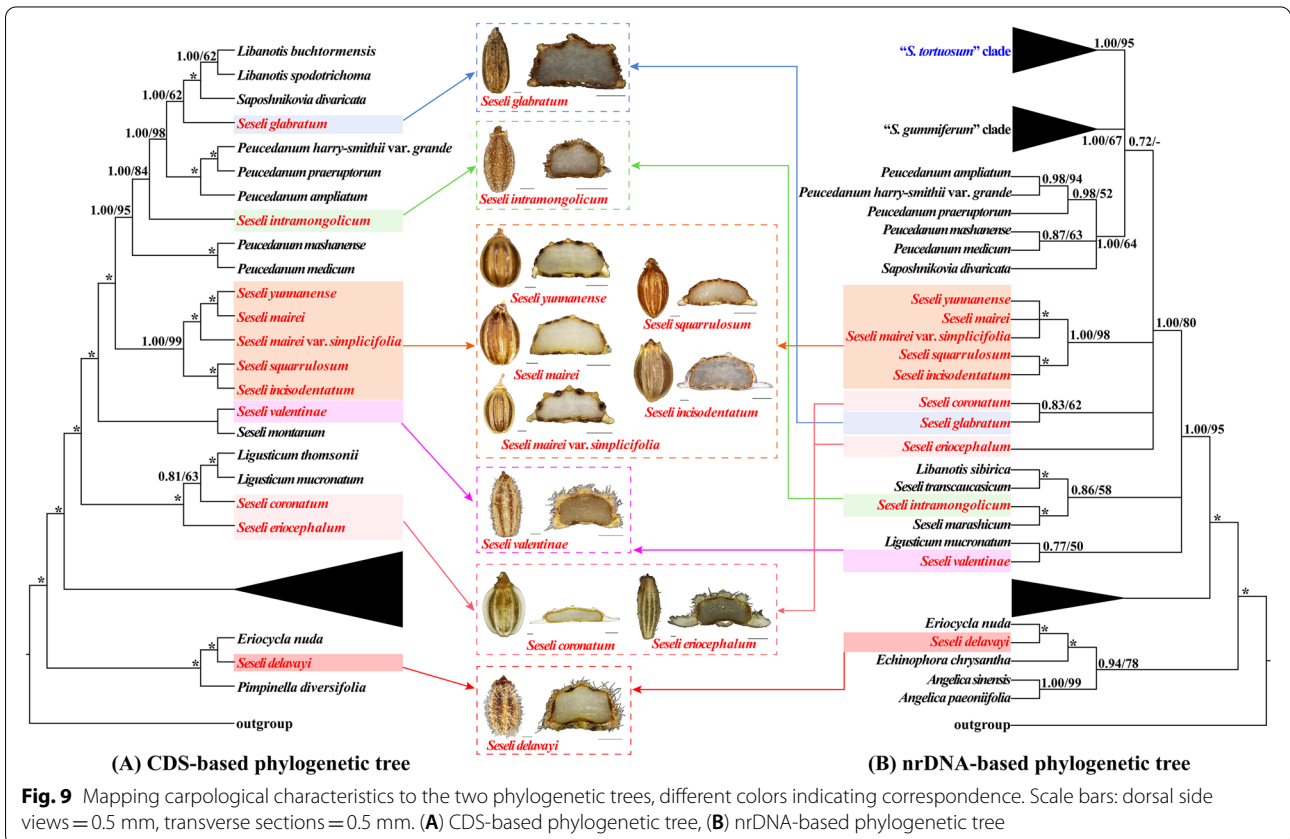 Libanotis buchtormensis
1.00/62
Libanotis spodotrichoma
*
1.00/62
Saposhnikovia divaricata
*
Seseli glabratum
1.00/98
Peucedanum harry-smithii var. grande
*
Peucedanum praeruptorum
1.00/84
*
Peucedanum ampliatum
1.00/95
Seseli intramongolicum
*
Peucedanum mashanense
*
Peucedanum medicum
*
Seseli yunnanense
*
Seseli mairei
*
Seseli mairei var. simplicifolia
1.00/99
Seseli squarrulosum
*
Seseli incisodentatum
*
Seseli valentinae
*
Seseli montanum
*
Ligusticum thomsonii
*
Ligusticum mucronatum
0.81/63
Seseli coronatum
*
Seseli eriocephalum
*
*
Eriocycla nuda
*
Seseli delavayi
*
Pimpinella diversifolia
outgroup
(A) CDS-based phylogenetic tree
Seseli glabratum
Seseli intramongolicum
Seseli yunnanense
Seseli squarrulosum
Seseli mairei
Seseli incisodentatum
Seseli mairei var. simplicifolia
Seseli valentinae
Seseli coronatum
Seseli eriocephalum
Seseli delavayi
"S. tortuosum" clade
1.00/95
"S. gummiferum" clade
1.00/67
0.72/-
Peucedanum ampliatum
0.98/94
Peucedanum harry-smithii var. grande
0.98/52
Peucedanum praeruptorum
Peucedanum mashanense
0.87/63
Peucedanum medicum
1.00/64
Saposhnikovia divaricata
Seseli yunnanense
*
Seseli mairei
*
Seseli mairei var. simplicifolia
1.00/98
1.00/80
Seseli squarrulosum
*
Seseli incisodentatum
Seseli coronatum
0.83/62
Seseli glabratum
1.00/95
Seseli eriocephalum
Libanotis sibirica
*
Seseli transcaucasicum
0.86/58
Seseli intramongolicum
*
Seseli marashicum
Ligusticum mucronatum
0.77/50
Seseli valentinae
*
*
Eriocycla nuda
*
Seseli delavayi
*
Echinophora chrysantha
0.94/78
Angelica sinensis
1.00/99
Angelica paeoniifolia
outgroup
(B) nrDNA-based phylogenetic tree
Fig. 9 Mapping carpological characteristics to the two phylogenetic trees, different colors indicating correspondence. Scale bars: dorsal side
views = 0.5 mm, transverse sections = 0.5 mm. (A) CDS-based phylogenetic tree, (B) nrDNA-based phylogenetic tree